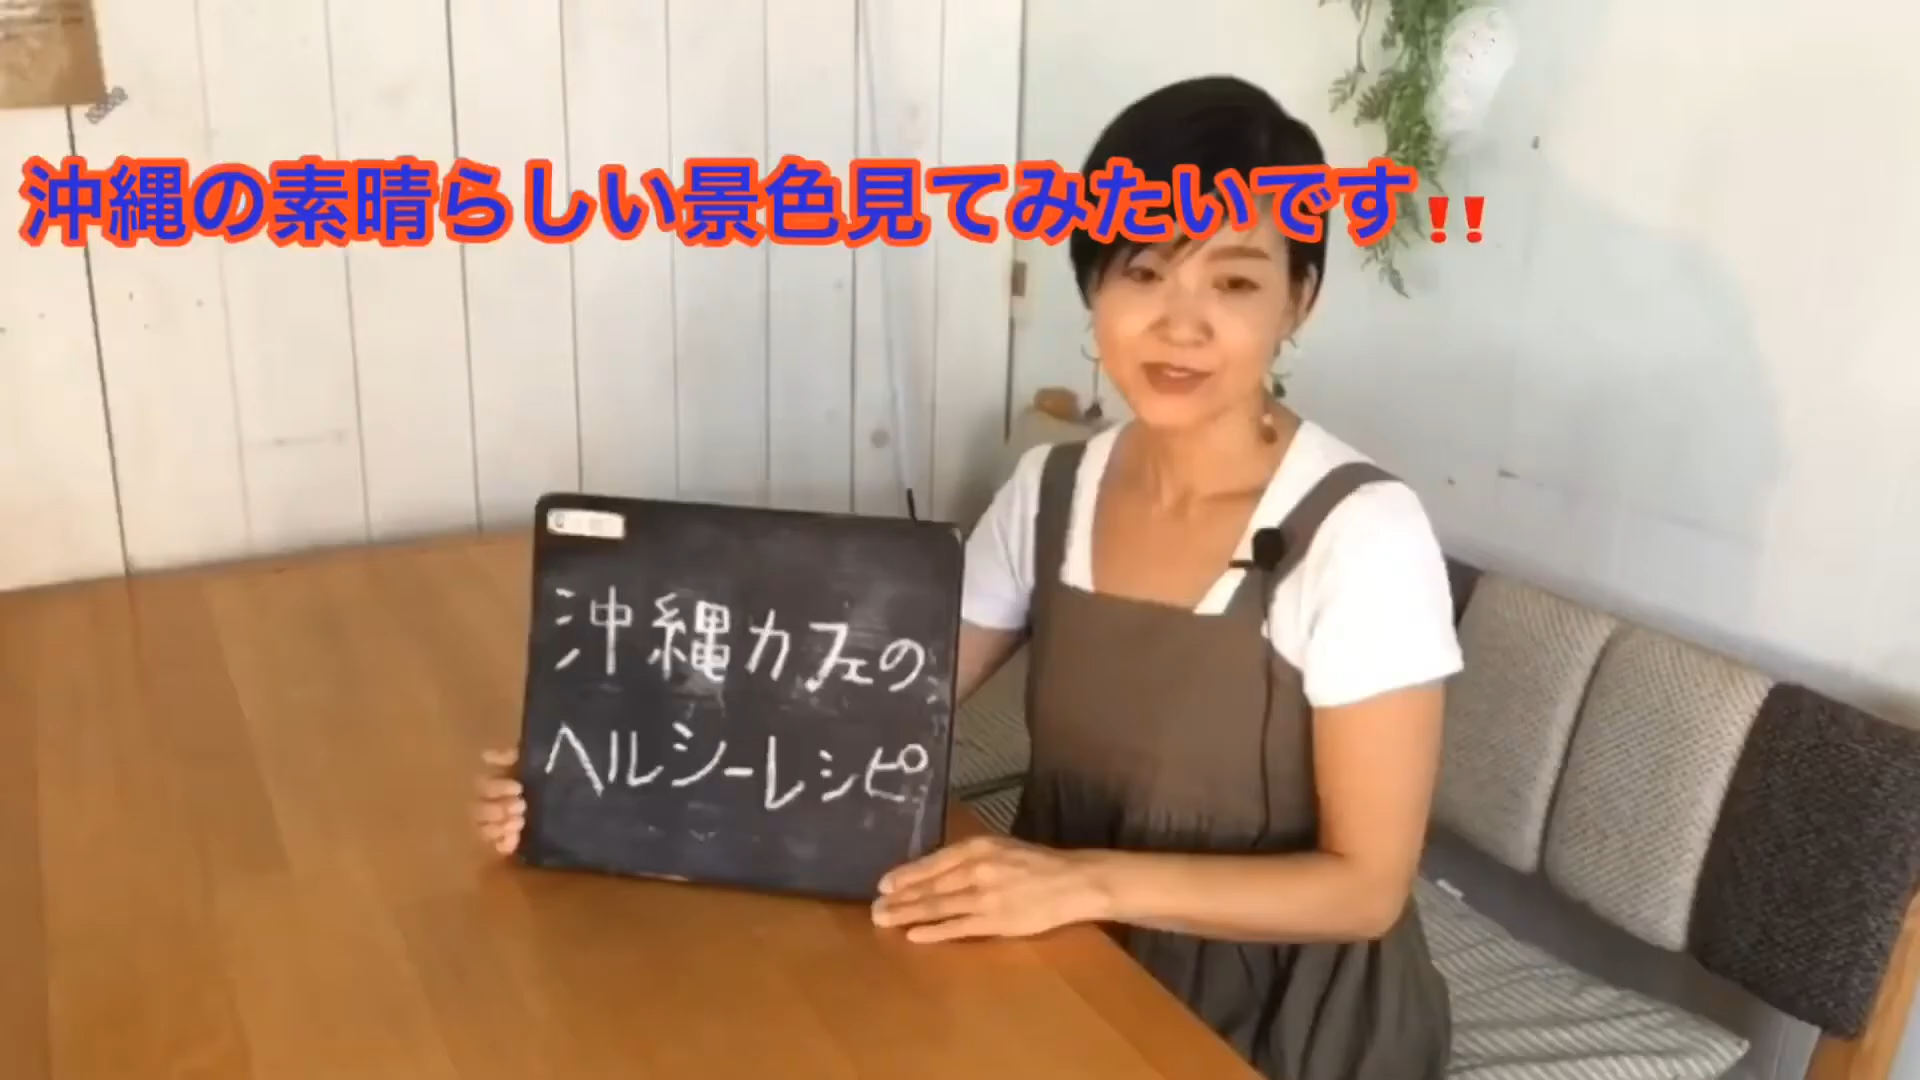 沖縄の素晴らしい景色見てみたいです‼️
沖縄カフェの
ヘルシーレシピ